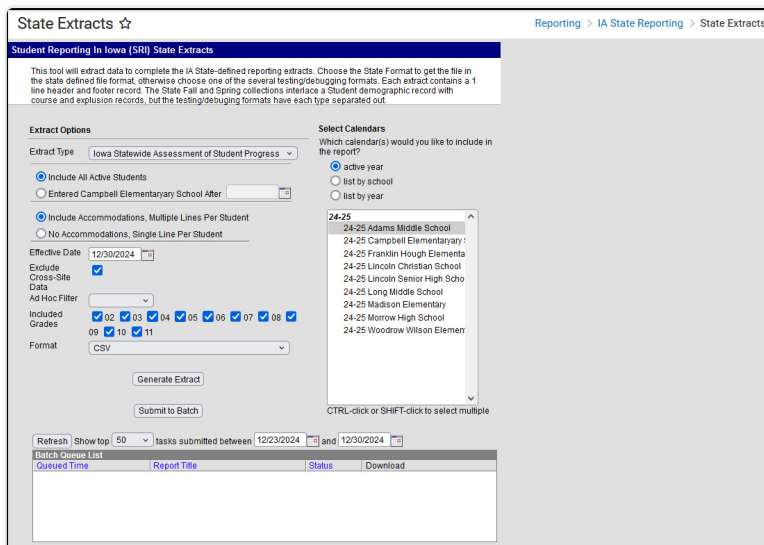 State Extracts ☆
Reporting > IA State Reporting > State Extracts
Student Reporting In Iowa (SRI) State Extracts
This tool will extract data to complete the IA State-defined reporting extracts. Choose the State Format to get the file in
the state defined file format, otherwise choose one of the several testing/debugging formats. Each extract contains a 1
line header and footer record. The State Fall and Spring collections interlace a Student demographic record with
course and explusion records, but the testing/debuging formats have each type separated out.
Extract Options
Extract Type
Iowa Statewide Assessment of Student Progress
Include All Active Students
Entered Campbell Elementaryary School After
Include Accommodations, Multiple Lines Per Student
No Accommodations, Single Line Per Student
Effective Date
12/30/2024
Exclude
Cross-Site
Data
Ad Hoc Filter
Included
Grades
02 03 04 05 06 07 08
09 10 11
Format
CSV
Generate Extract
Submit to Batch
Select Calendars
Which calendar(s) would you like to include in
the report?
active year
list by school
list by year
24-25
24-25 Adams Middle School
24-25 Campbell Elementaryary S
24-25 Franklin Hough Elementa
24-25 Lincoln Christian School
24-25 Lincoln Senior High Schoo
24-25 Long Middle School
24-25 Madison Elementary
24-25 Morrow High School
24-25 Woodrow Wilson Elemen
CTRL-click or SHIFT-click to select multiple
Refresh Show top 50 tasks submitted between 12/23/2024 and 12/30/2024
Batch Queue List
Queued Time Report Title Status Download